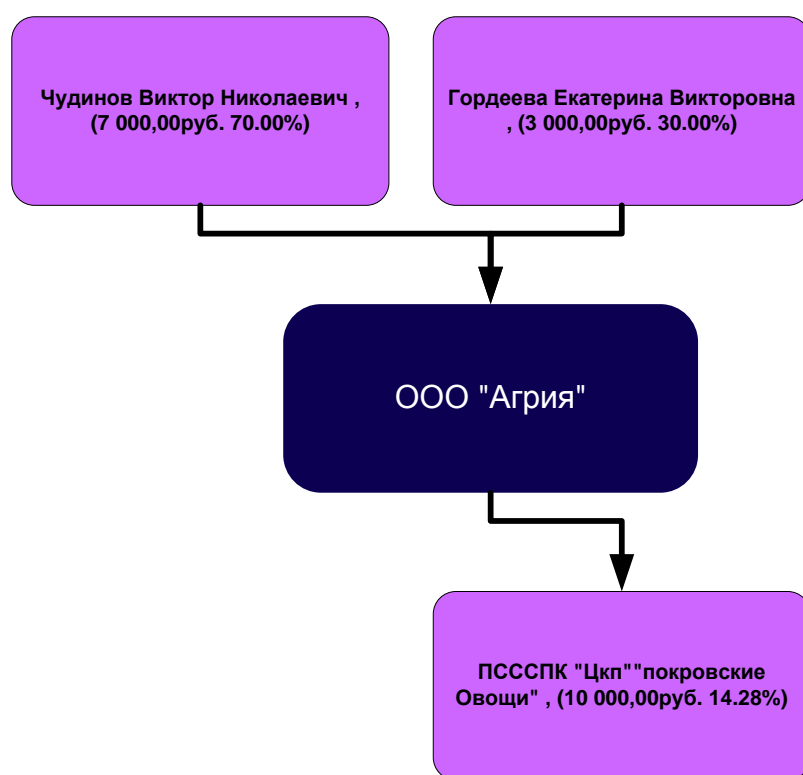 Чудинов Виктор Николаевич ,
(7 000,00руб. 70.00%)
Гордеева Екатерина Викторовна
, (3 000,00руб. 30.00%)
ООО "Агрия"
ПСССПК "Цкп""покровские
Овощи" , (10 000,00руб. 14.28%)